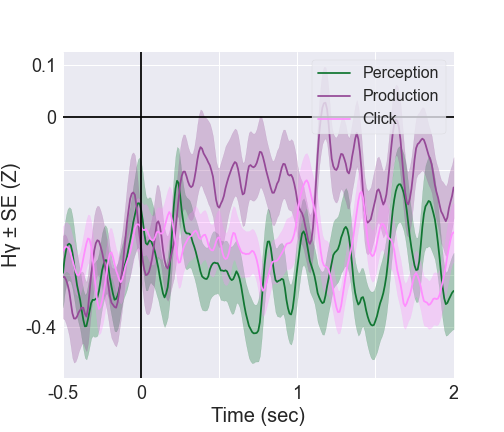 0.1
0
-0.4
Hγ ± SE (Z)
Perception
Production
Click
-0.5
0
1
2
Time (sec)